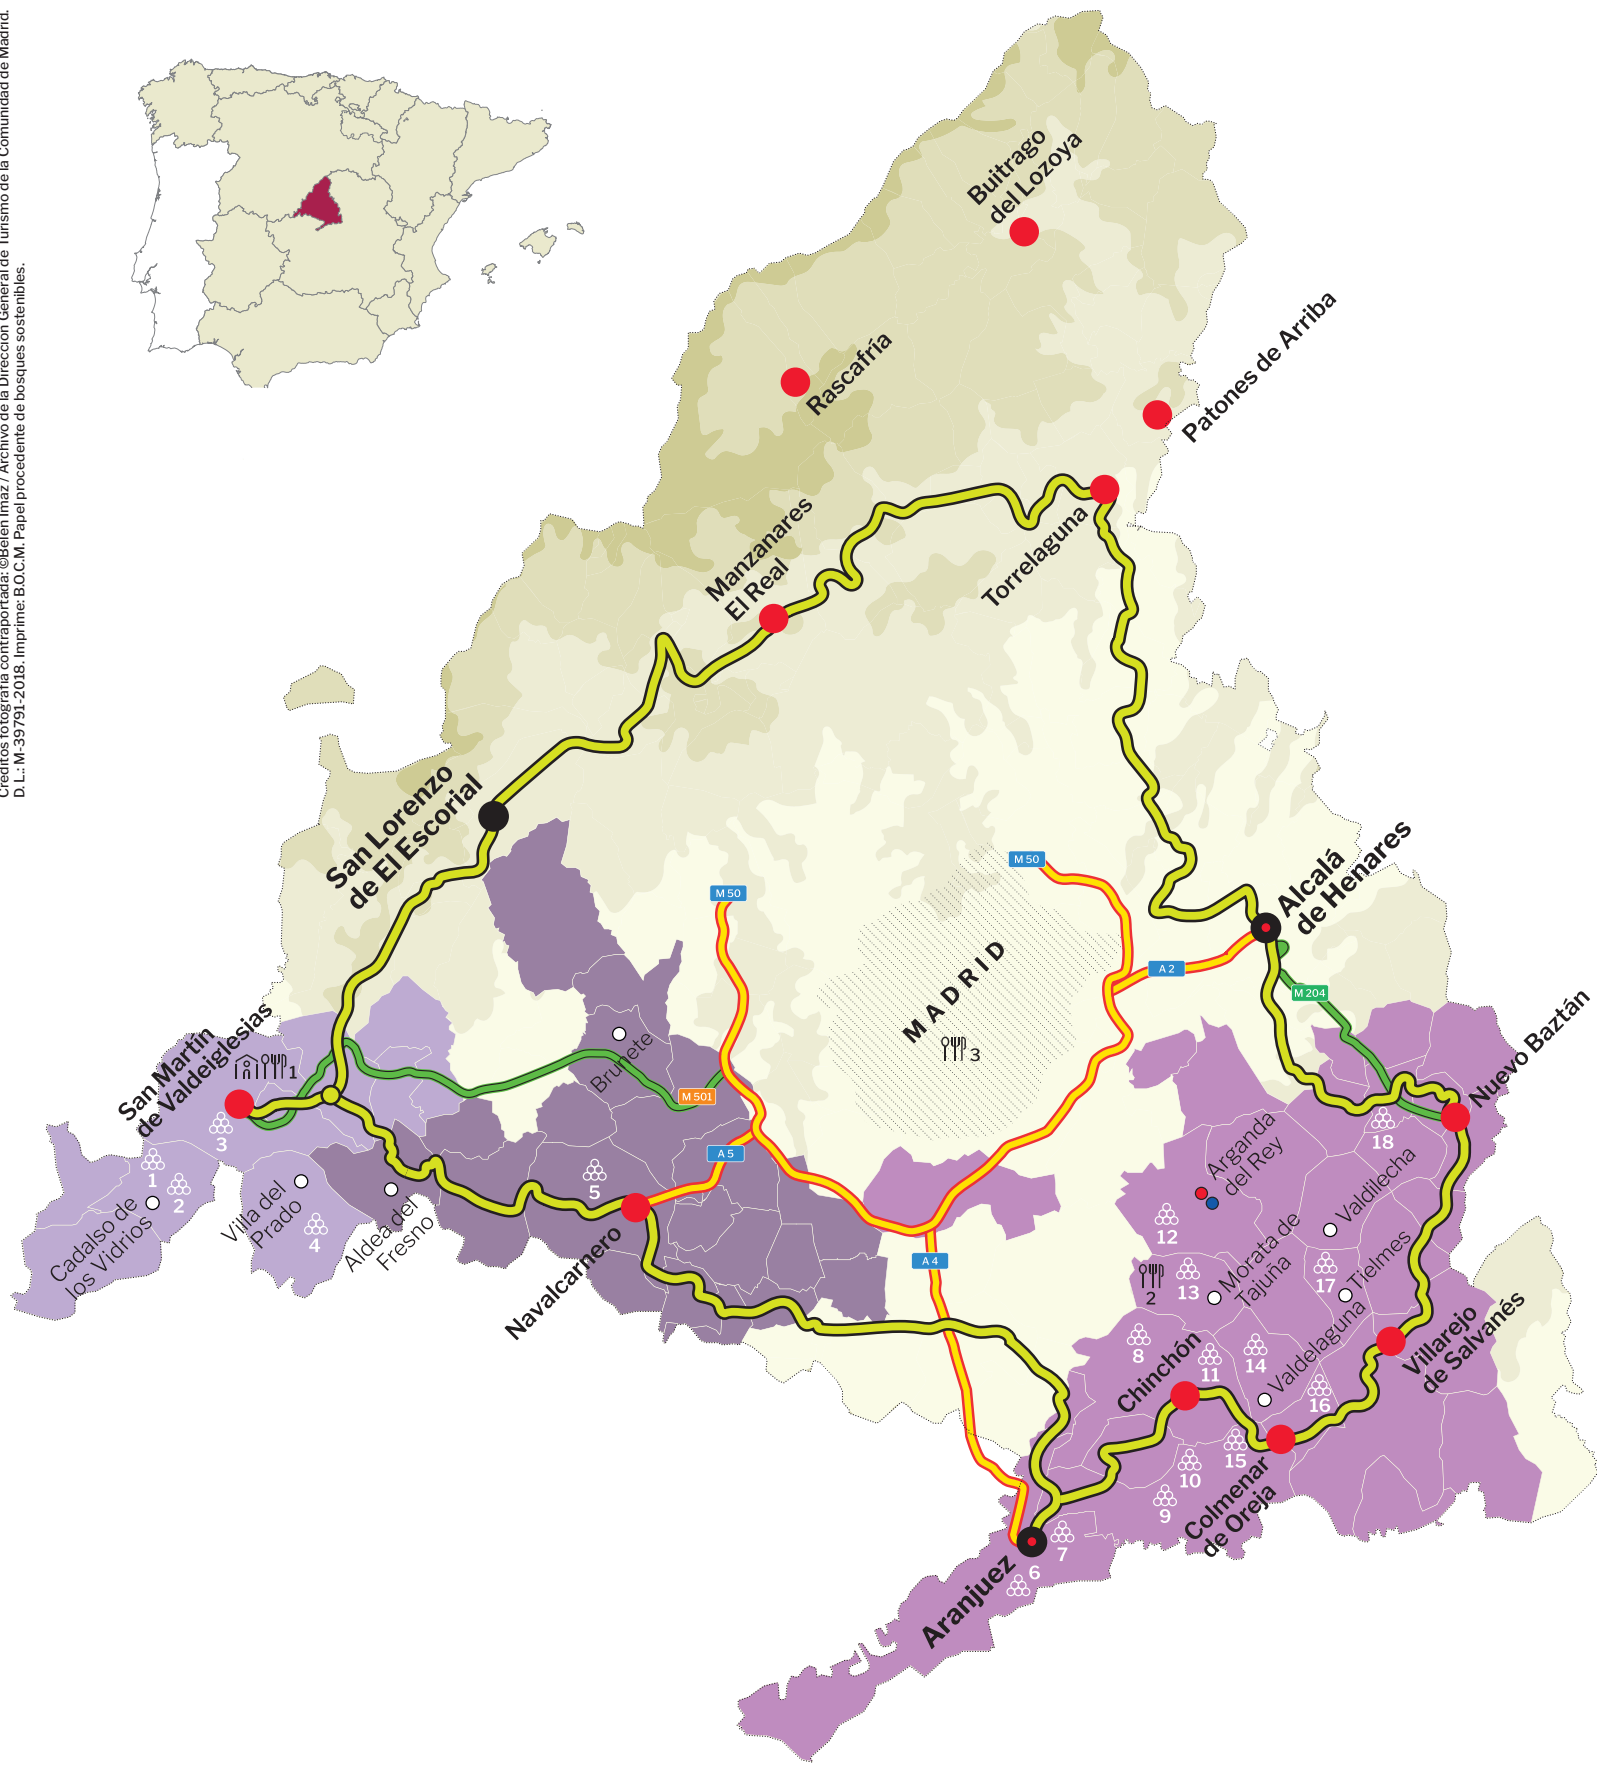 Créditos fotografía contraportada: ©Belén Imaz / Archivo de la Dirección General de Turismo de la Comunidad de Madrid.
D. L.: M-39791-2018. Imprime: B.O.C.M. Papel procedente de bosques sostenibles.
Buitrago
del Lozoya
Rascafría
Patones de Arriba
Manzanares
El Real
Torrelaguna
San Lorenzo
de El Escorial
M 50
M 50
Alcalá
de Henares
MADRID
3
A 2
M 204
San Martín
de Valdeiglesias
1
3
Brunete
M 501
Nuevo Baztán
18
A 5
1
2
Cadalso de
los Vidrios
Villa del
Prado
4
Aldea del
Fresno
5
Navalcarnero
A 4
Arganda
del Rey
12
Valdilecha
2
13
Morata de
Tajuña
17
Tielmes
8
Chinchón
11
14
Valdelaguna
16
Villarejo
de Salvanés
15
10
9
Colmenar
de Oreja
7
6
Aranjuez